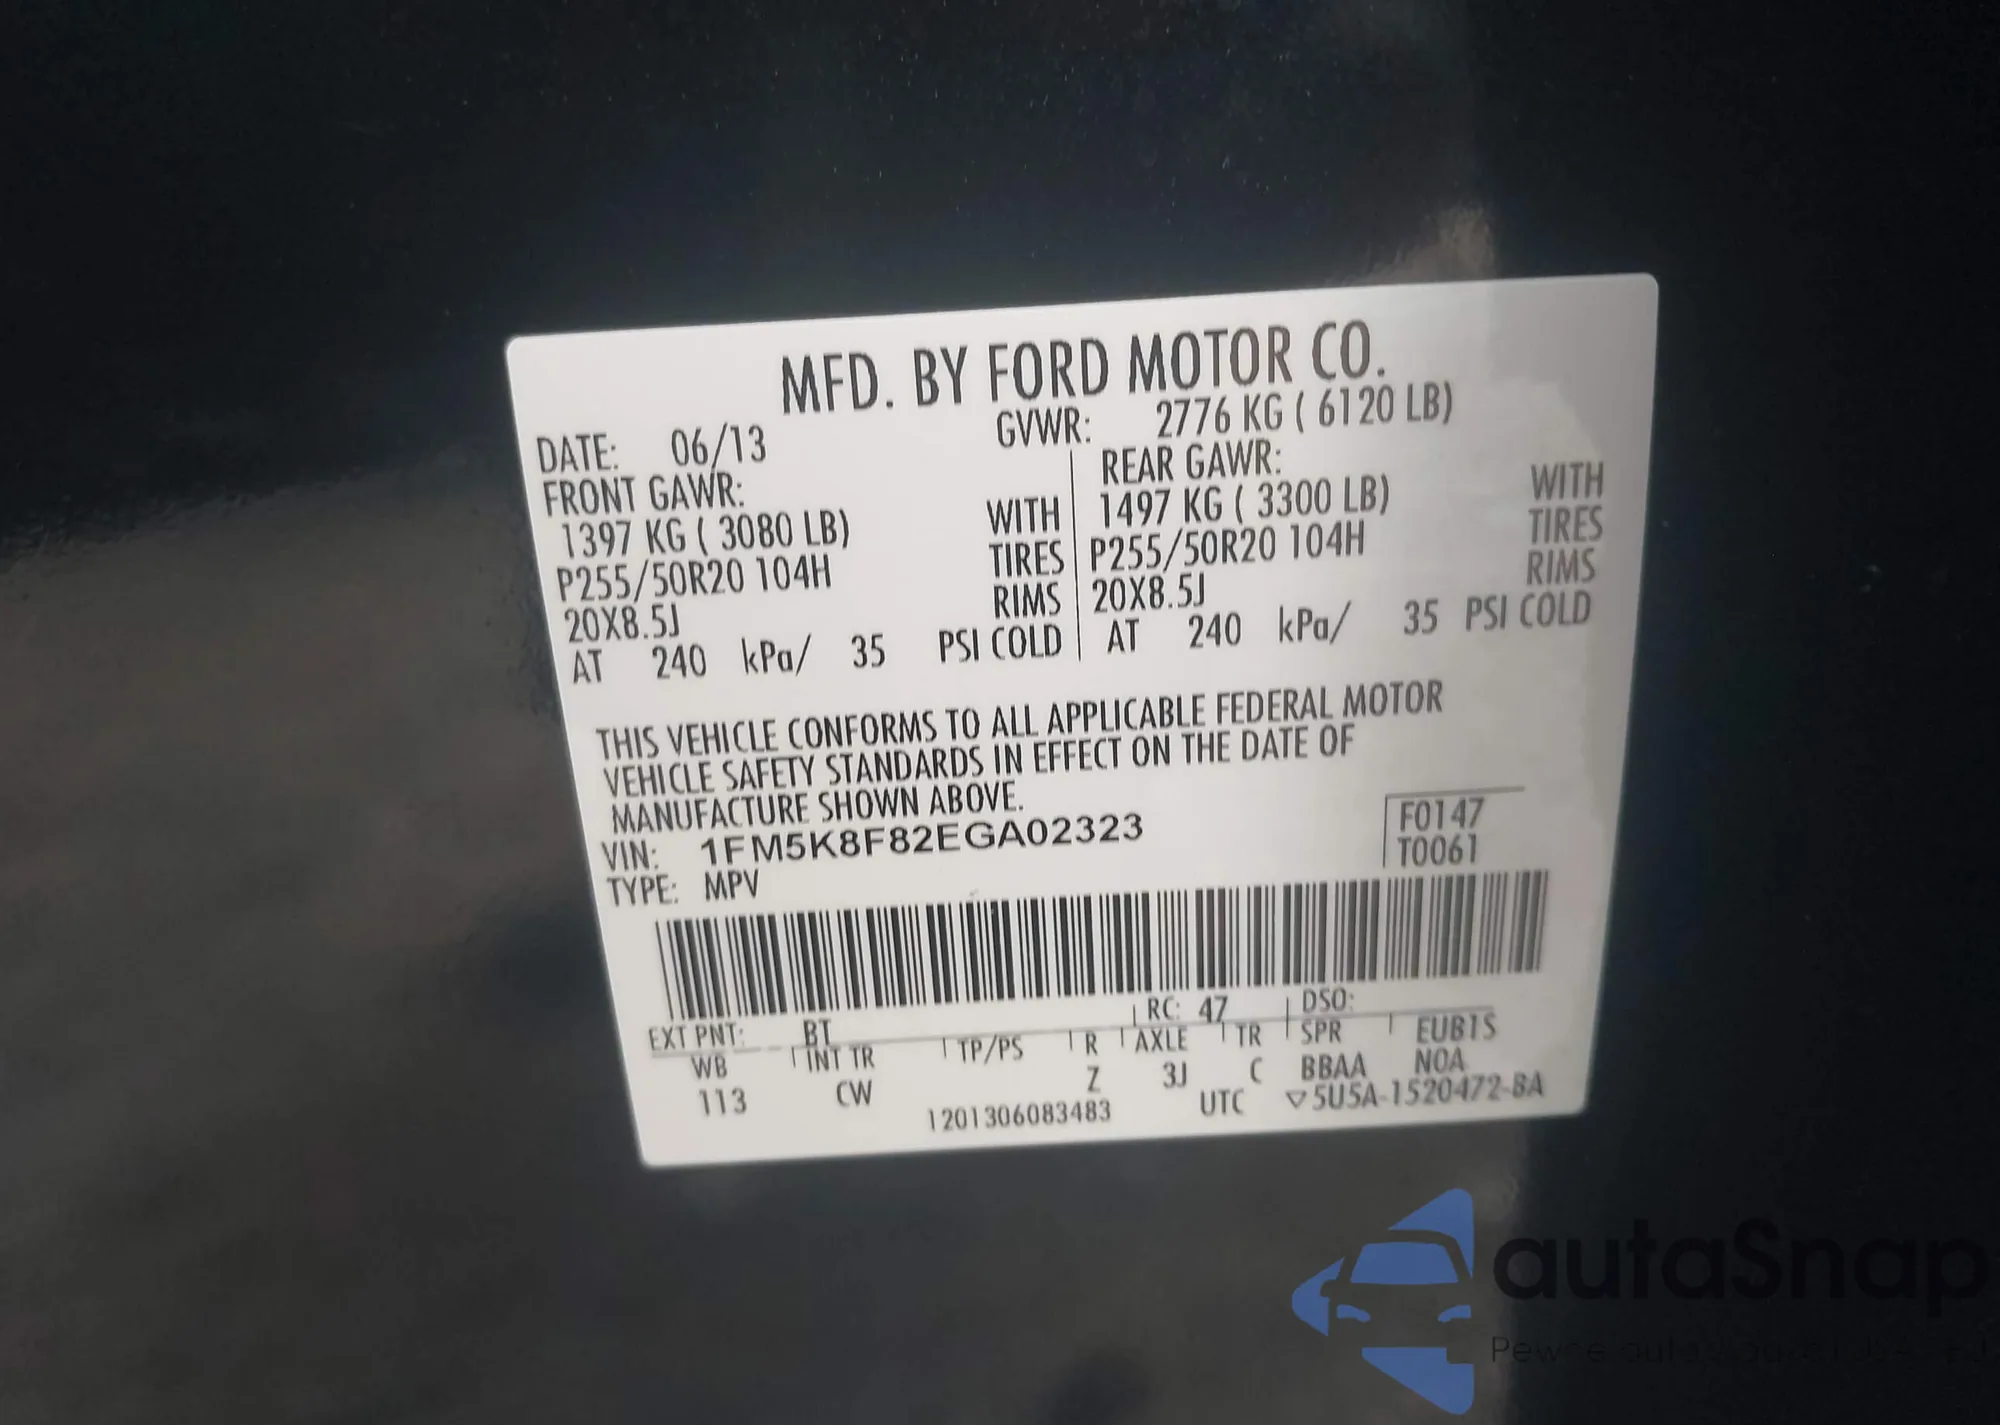 MFD. BY FORD MOTOR CO.
DATE: 06/13 GVWR: 2776 KG ( 6120 LB)
FRONT GAWR: REAR GAWR:
1397 KG ( 3080 LB) WITH 1497 KG ( 3300 LB) WITH
P255/50R20 104H TIRES P255/50R20 104H TIRES
20X8.5J RIMS 20X8.5J RIMS
AT 240 kPa/ 35 PSI COLD AT 240 kPa/ 35 PSI COLD
THIS VEHICLE CONFORMS TO ALL APPLICABLE FEDERAL MOTOR
VEHICLE SAFETY STANDARDS IN EFFECT ON THE DATE OF
MANUFACTURE SHOWN ABOVE.
VIN: 1FM5K8F82EGA02323 F0147
TYPE: MPV T0061
EXT PNT: BT RC: 47 DSO:
WB INT TR TP/PS R AXLE TR SPR EUBTS
113 CW Z 3J C BBAA NOA
1201306083483 UTC ▽5U5A-1520472-BA
autaSnap